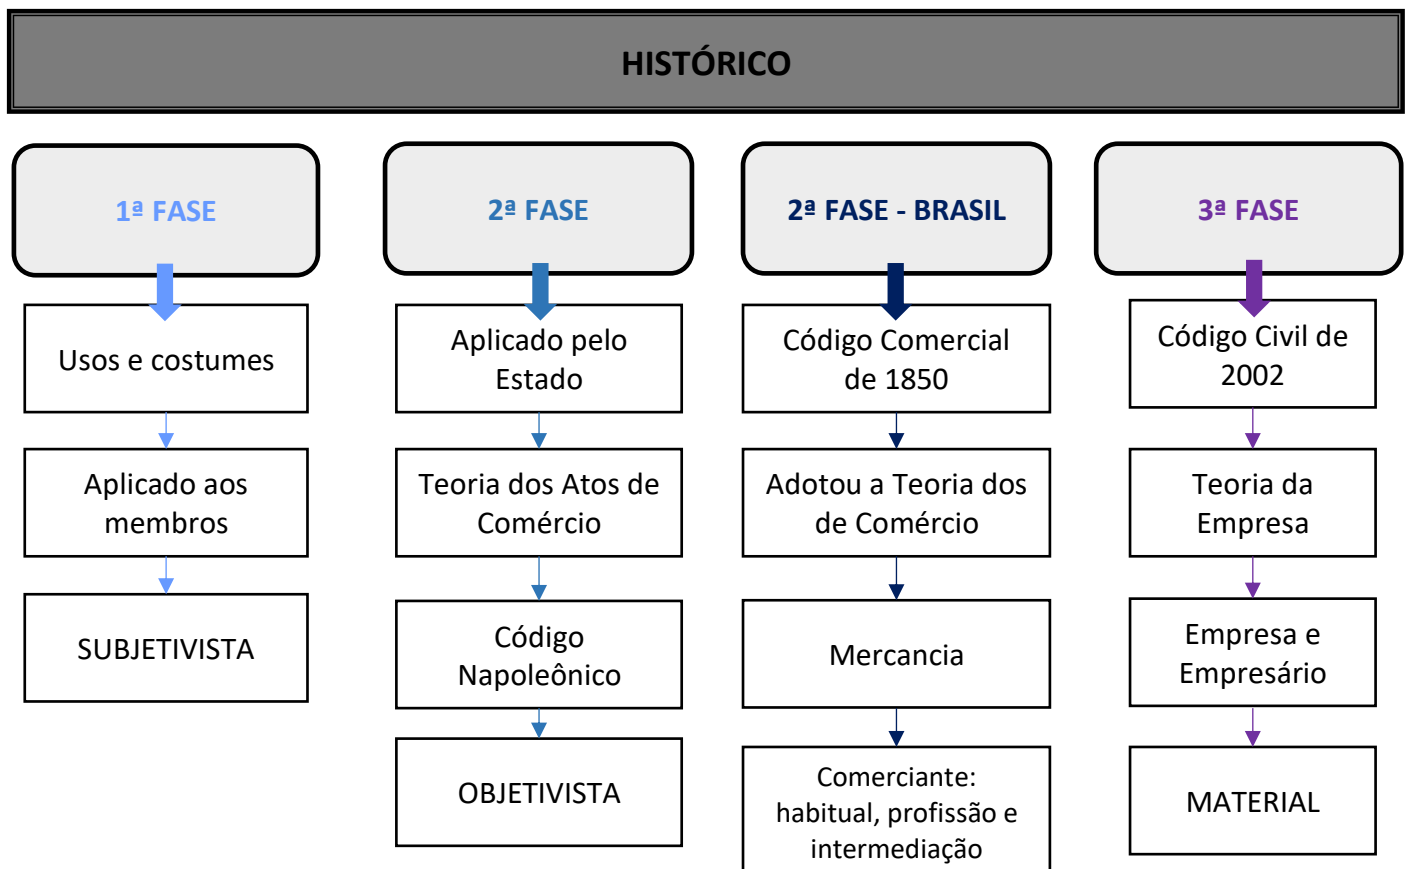 HISTÓRICO
1ª FASE
Usos e costumes
Aplicado aos
membros
SUBJETIVISTA
2ª FASE
Aplicado pelo
Estado
Teoria dos Atos de
Comércio
Código
Napoleônico
OBJETIVISTA
2ª FASE - BRASIL
Código Comercial
de 1850
Adotou a Teoria dos
de Comércio
Mercancia
Comerciante:
habitual, profissão e
intermediação
3ª FASE
Código Civil de
2002
Teoria da
Empresa
Empresa e
Empresário
MATERIAL